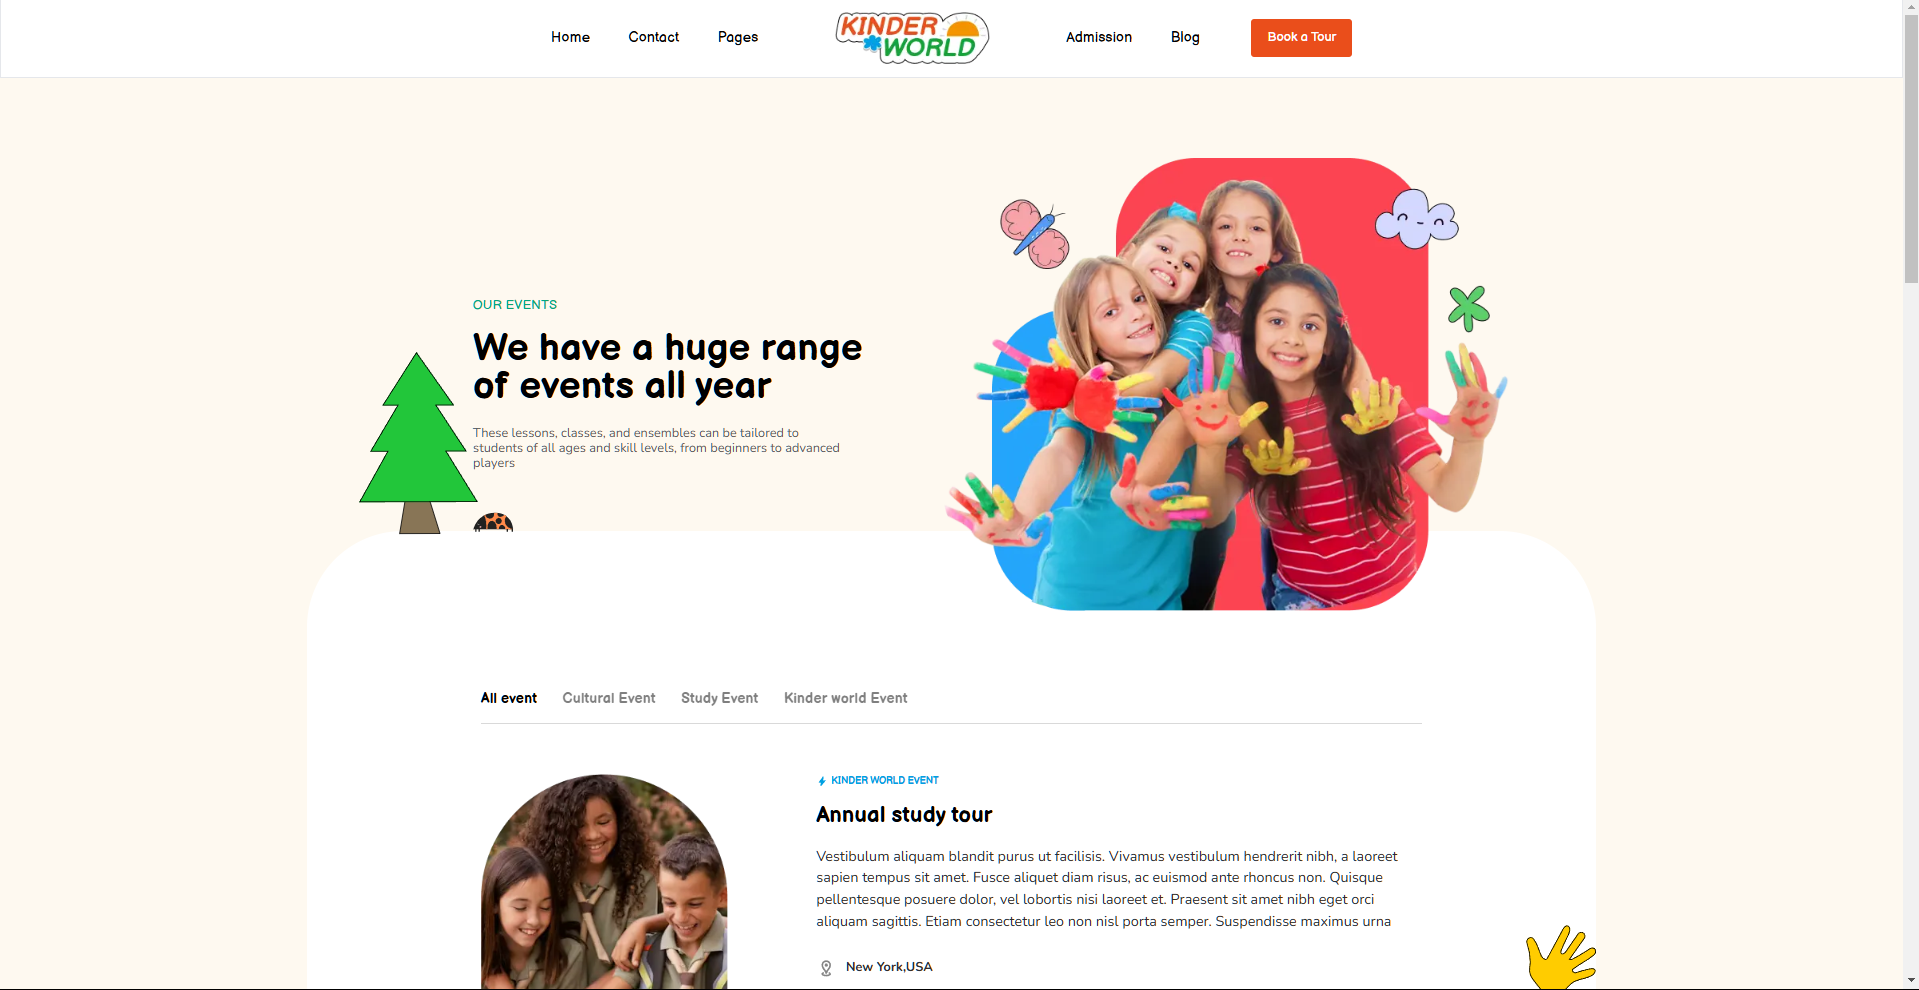 Home
Contact
Pages
KINDER
WORLD
Admission
Blog
Book a Tour
OUR EVENTS
We have a huge range
of events all year
These lessons, classes, and ensembles can be tailored to
students of all ages and skill levels, from beginners to advanced
players
All event
Cultural Event
Study Event
Kinder world Event
KINDER WORLD EVENT
Annual study tour
Vestibulum aliquam blandit purus ut facilisis. Vivamus vestibulum hendrerit nibh, a laoreet
sapien tempus sit amet. Fusce aliquet diam risus, ac euismod ante rhoncus non. Quisque
pellentesque posuere dolor, vel lobortis nisi laoreet et. Praesent sit amet nibh eget orci
aliquam sagittis. Etiam consectetur leo non nisl porta semper. Suspendisse maximus urna
New York,USA